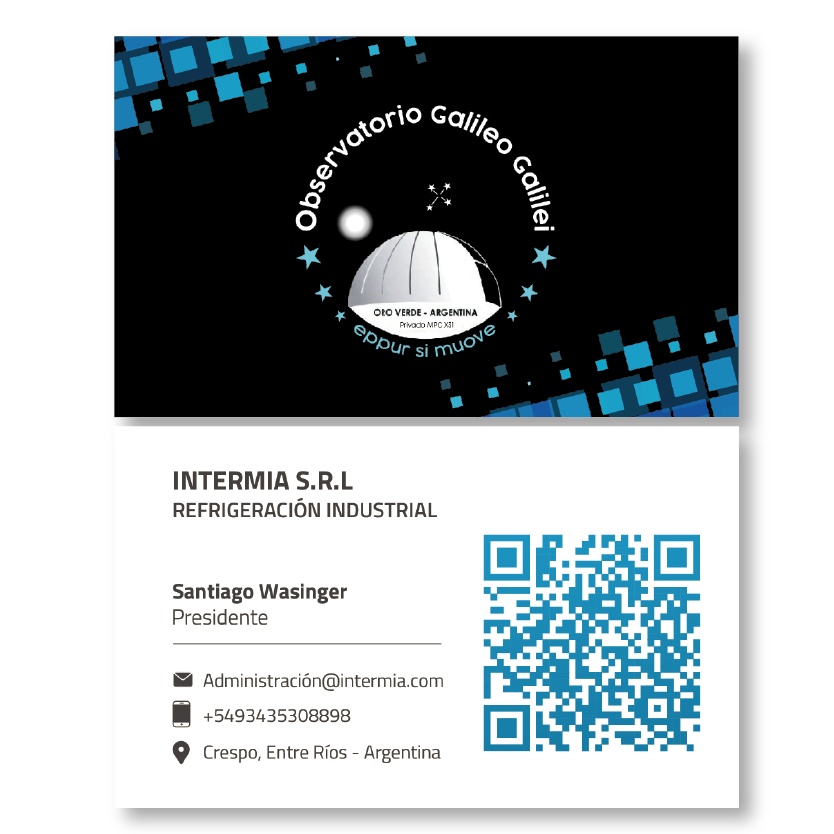 Observatorio Galileo Galilei
ORO VERDE - ARGENTINA
Privado MPC X31
eppur si muove
INTERMIA S.R.L
REFRIGERACIÓN INDUSTRIAL
Santiago Wasinger
Presidente
Administración@intermia.com
+5493435308898
Crespo, Entre Ríos - Argentina